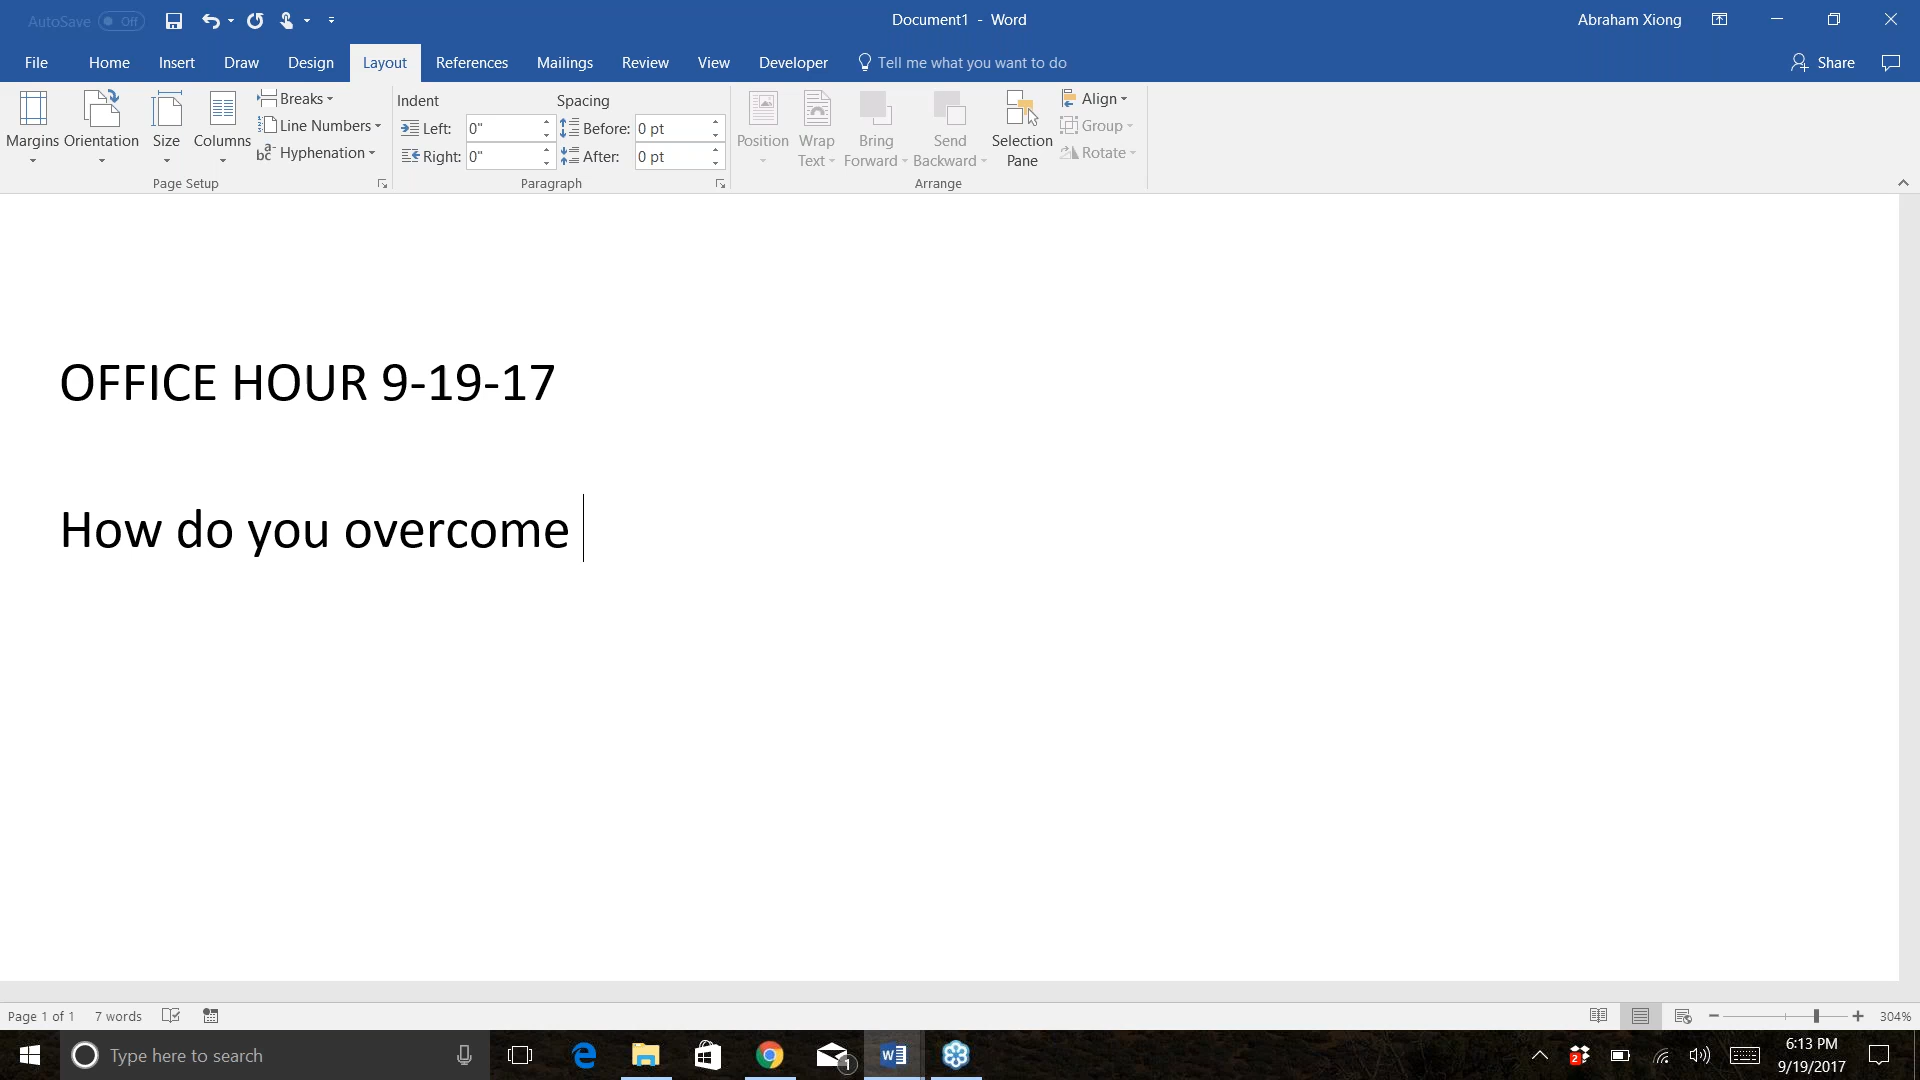 AutoSave Off
Document1 - Word
Abraham Xiong
File Home Insert Draw Design Layout References Mailings Review View Developer Tell me what you want to do Share
Breaks
Line Numbers
Hyphenation
Margins Orientation Size Columns
Page Setup
Indent
Left: 0"
Right: 0"
Spacing
Before: 0 pt
After: 0 pt
Paragraph
Position
Wrap
Text
Bring
Forward
Send
Backward
Selection
Pane
Align
Group
Rotate
Arrange
OFFICE HOUR 9-19-17
How do you overcome
Page 1 of 1 7 words
304%
Type here to search
1
W
2
6:13 PM
9/19/2017